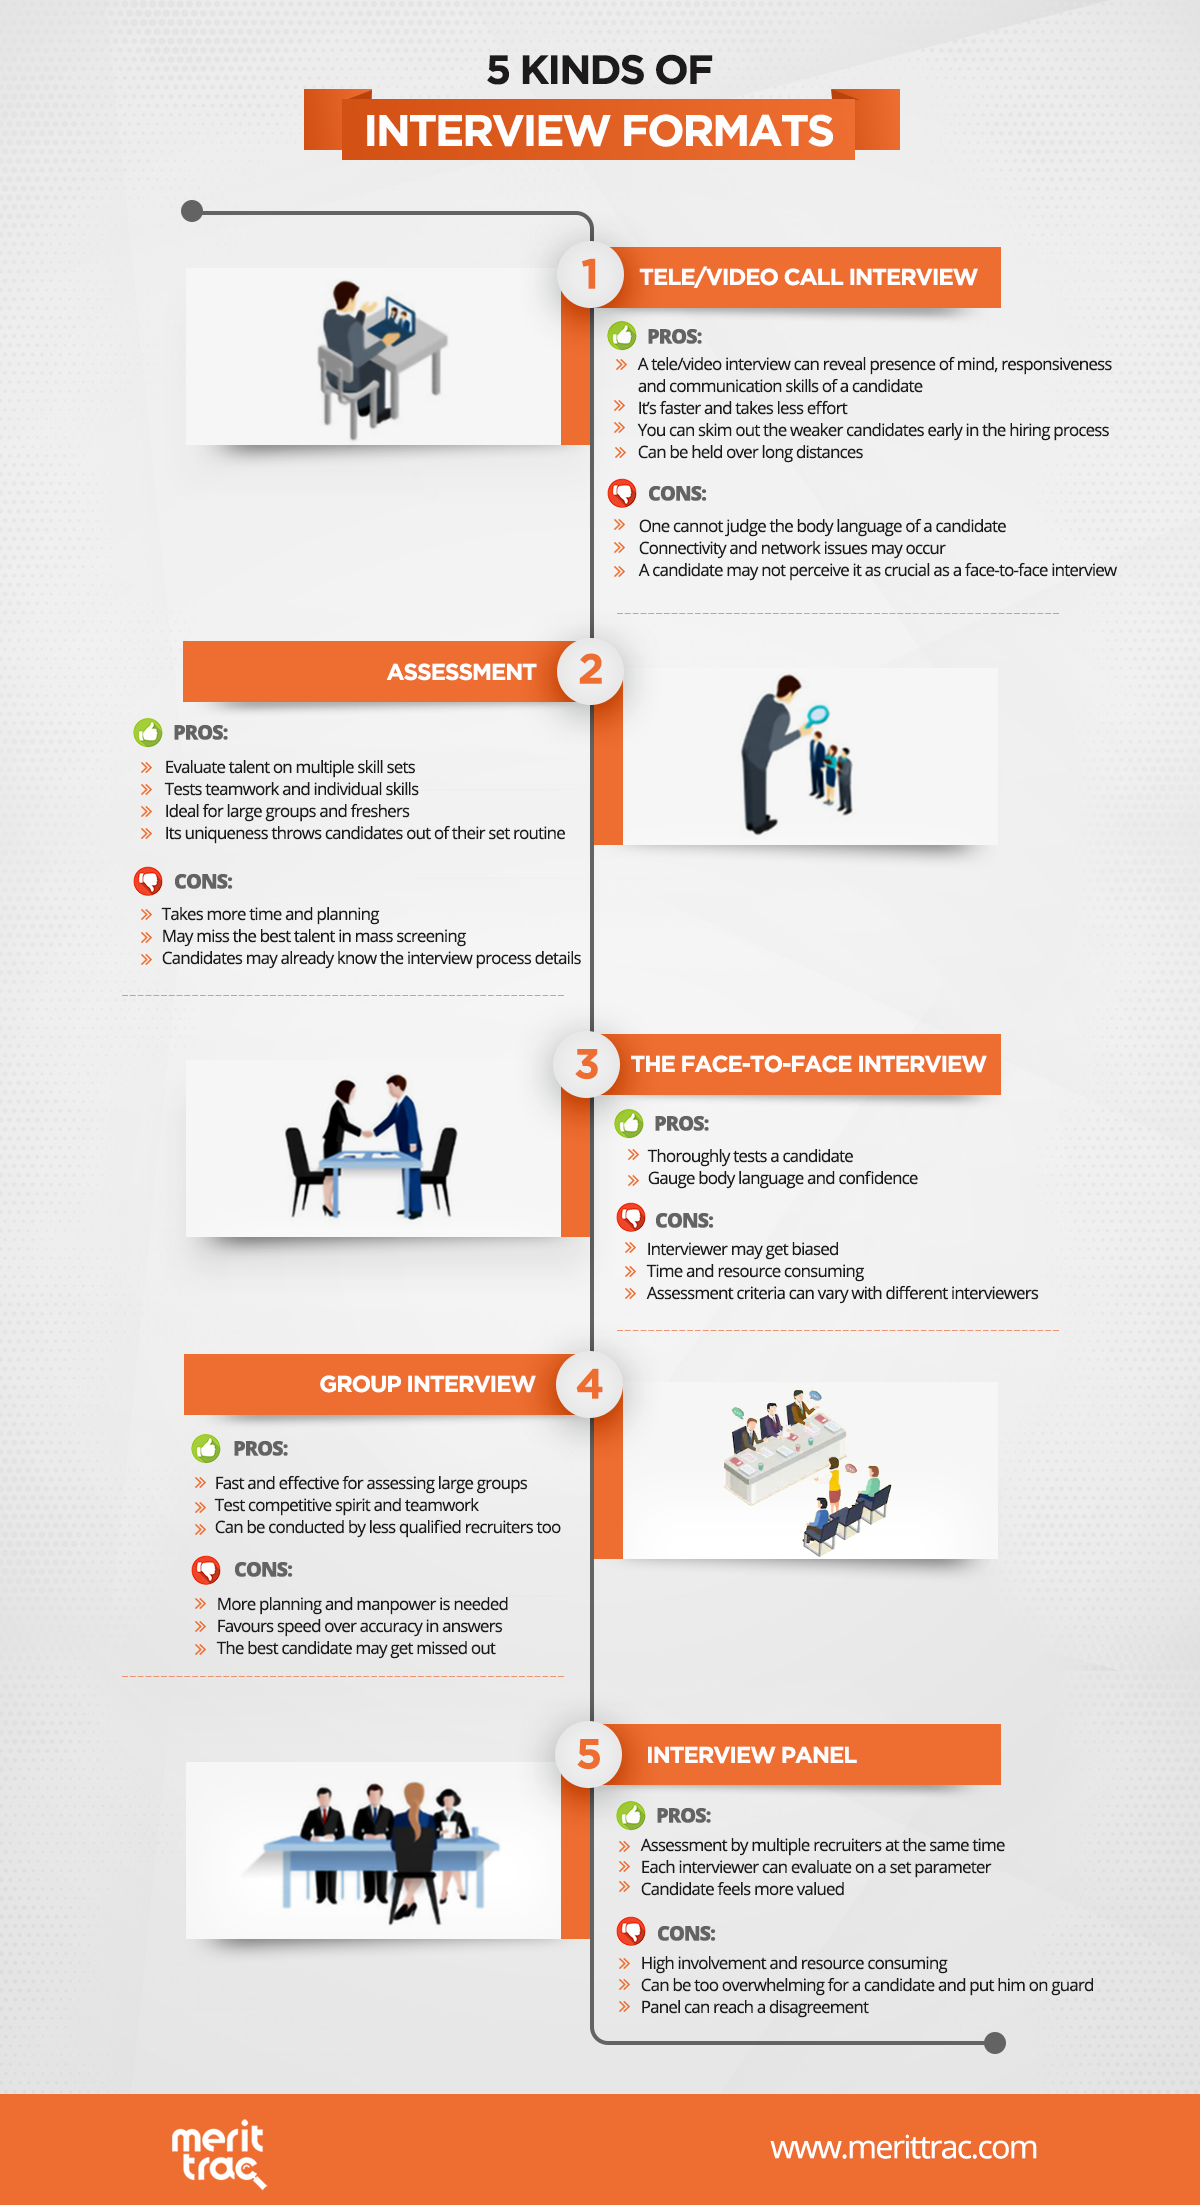 5 KINDS OF
INTERVIEW FORMATS
1
TELE/VIDEO CALL INTERVIEW
PROS:
A tele/video interview can reveal presence of mind, responsiveness
and communication skills of a candidate
It's faster and takes less effort
You can skim out the weaker candidates early in the hiring process
Can be held over long distances
CONS:
One cannot judge the body language of a candidate
Connectivity and network issues may occur
A candidate may not perceive it as crucial as a face-to-face interview
ASSESSMENT
2
PROS:
Evaluate talent on multiple skill sets
Tests teamwork and individual skills
Ideal for large groups and freshers
Its uniqueness throws candidates out of their set routine
CONS:
Takes more time and planning
May miss the best talent in mass screening
Candidates may already know the interview process details
3
THE FACE-TO-FACE INTERVIEW
PROS:
Thoroughly tests a candidate
Gauge body language and confidence
CONS:
Interviewer may get biased
Time and resource consuming
Assessment criteria can vary with different interviewers
GROUP INTERVIEW
4
PROS:
Fast and effective for assessing large groups
Test competitive spirit and teamwork
Can be conducted by less qualified recruiters too
CONS:
More planning and manpower is needed
Favours speed over accuracy in answers
The best candidate may get missed out
5
INTERVIEW PANEL
PROS:
Assessment by multiple recruiters at the same time
Each interviewer can evaluate on a set parameter
Candidate feels more valued
CONS:
High involvement and resource consuming
Can be too overwhelming for a candidate and put him on guard
Panel can reach a disagreement
merit
trac
www.merittrac.com